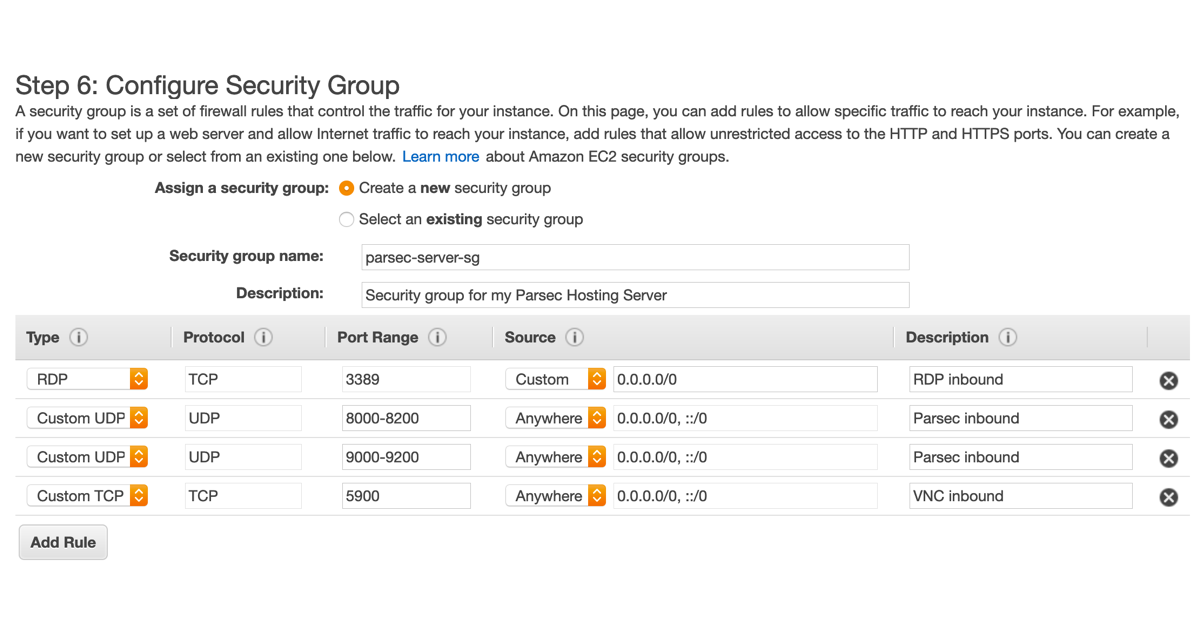 Step 6: Configure Security Group
A security group is a set of firewall rules that control the traffic for your instance. On this page, you can add rules to allow specific traffic to reach your instance. For example,
if you want to set up a web server and allow Internet traffic to reach your instance, add rules that allow unrestricted access to the HTTP and HTTPS ports. You can create a
new security group or select from an existing one below. Learn more about Amazon EC2 security groups.
Assign a security group: Create a new security group
Select an existing security group
Security group name: parsec-server-sg
Description: Security group for my Parsec Hosting Server
Type i Protocol i Port Range i Source i Description i
RDP TCP 3389 Custom 0.0.0.0/0 RDP inbound
Custom UDP UDP 8000-8200 Anywhere 0.0.0.0/0, ::/0 Parsec inbound
Custom UDP UDP 9000-9200 Anywhere 0.0.0.0/0, ::/0 Parsec inbound
Custom TCP TCP 5900 Anywhere 0.0.0.0/0, ::/0 VNC inbound
Add Rule